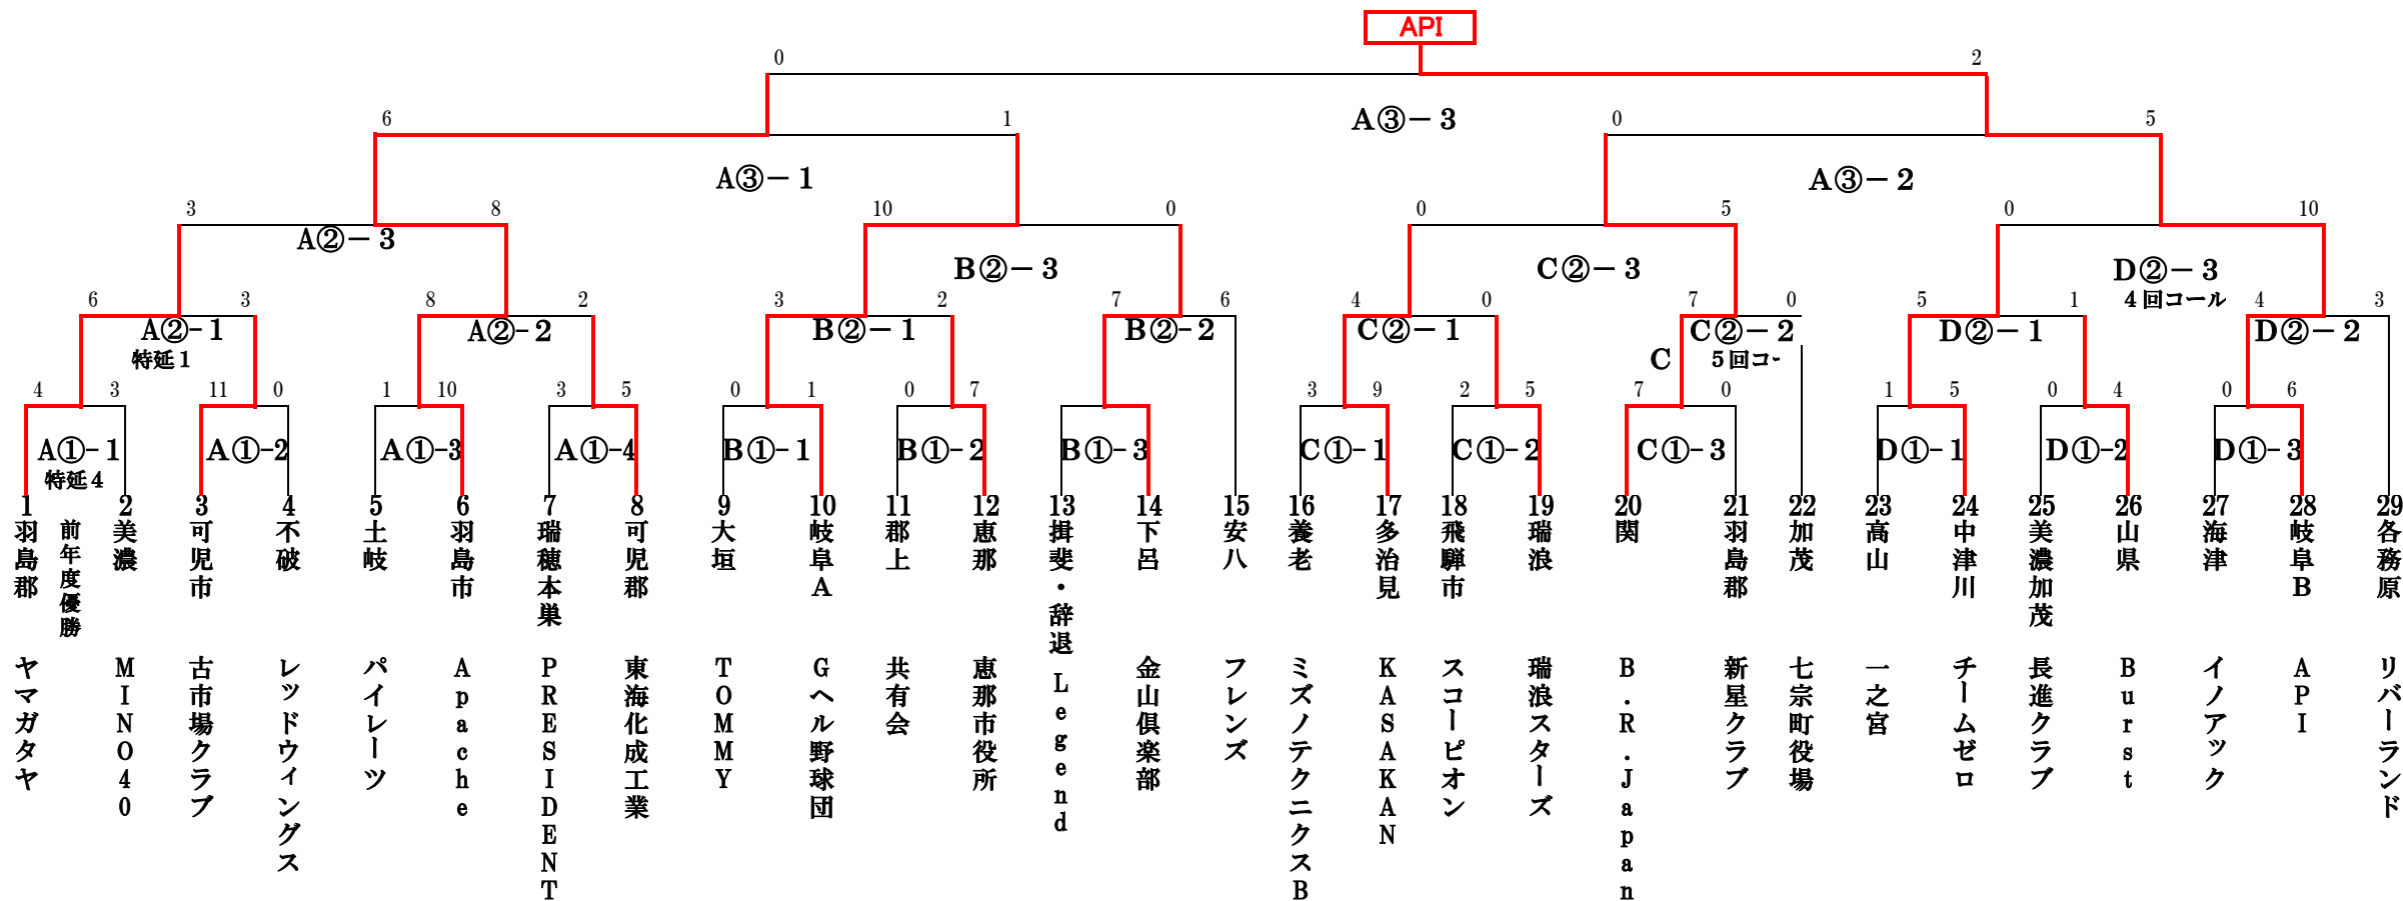 API
0 2
A③－3
6 1 0 5
A③－1 A③－2
3 8 10 0 0 5 0 10
A②－3 B②－3 C②－3 D②－3
4回コール
6 3 8 2 3 2 7 6 4 0 7 0 5 1 4 3
A②-1 A②-2 B②－1 B②-2 C②－1 C②－2 D②－1 D②－2
特延1 C 5回コ-
4 3 11 0 1 10 3 5 0 1 0 7 3 9 2 5 7 0 1 5 0 4 0 6
A①-1 A①-2 A①-3 A①-4 B①-1 B①-2 B①-3 C①-1 C①-2 C①-3 D①-1 D①-2 D①-3
特延4
1 羽島郡 前年度優勝 ヤマガタヤ
2 美濃 MINO40
3 可児市 古市場クラブ
4 不破 レッドウィングス
5 土岐 パイレーツ
6 羽島市 Apache
7 瑞穂本巣 PRESIDENT
8 可児郡 東海化成工業
9 大垣 TOMMY
10 岐阜A Gヘル野球団
11 郡上 共有会
12 恵那 恵那市役所
13 揖斐・辞退 Legend
14 下呂 金山倶楽部
15 安八 フレンズ
16 養老 ミズノテクニクスB
17 多治見 KASAKAN
18 飛騨市 スコーピオン
19 瑞浪 瑞浪スターズ
20 関 B.R.Japan
21 羽島郡 新星クラブ
22 加茂 七宗町役場
23 高山 一之宮
24 中津川 チームゼロ
25 美濃加茂 長進クラブ
26 山県 Burst
27 海津 イノアック
28 岐阜B API
29 各務原 リバーランド